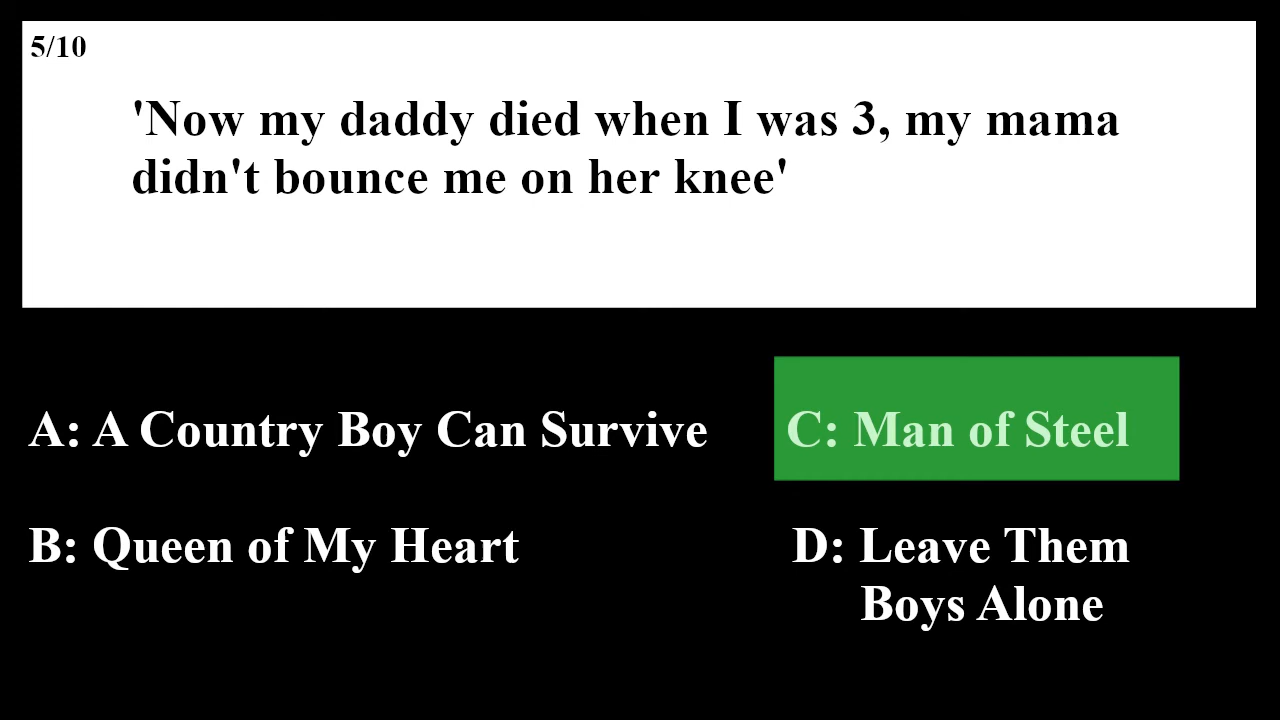 5/10
'Now my daddy died when I was 3, my mama
didn't bounce me on her knee'
A: A Country Boy Can Survive
C: Man of Steel
B: Queen of My Heart
D: Leave Them
Boys Alone